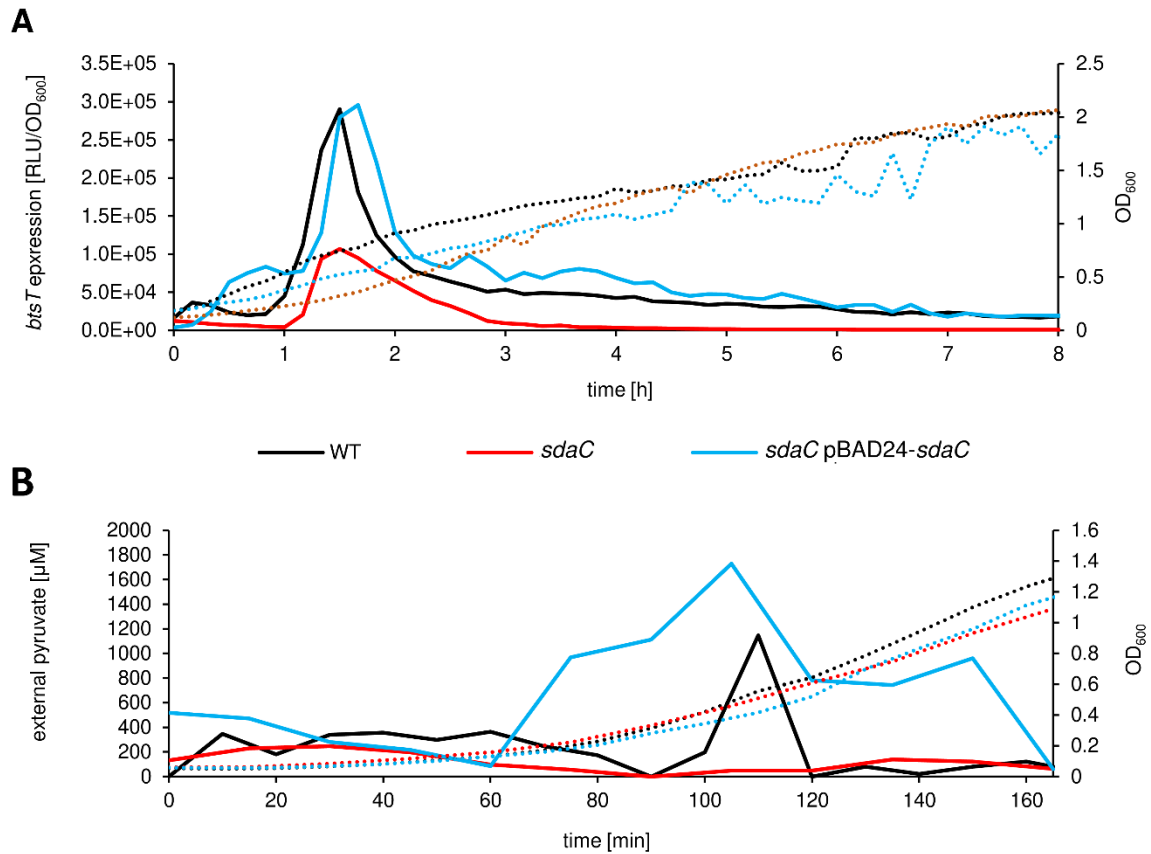 A
3.5E+05
3.0E+05
2.5E+05
2.0E+05
1.5E+05
1.0E+05
5.0E+04
0.0E+00
btsT epxression [RLU/OD600]
2.5
2
1.5
1
0.5
0
OD600
0 1 2 3 4 5 6 7 8
time [h]
WT sdaC sdaC pBAD24-sdaC
B
2000
1800
1600
1400
1200
1000
800
600
400
200
0
external pyruvate [µM]
1.6
1.4
1.2
1
0.8
0.6
0.4
0.2
0
OD600
0 20 40 60 80 100 120 140 160
time [min]